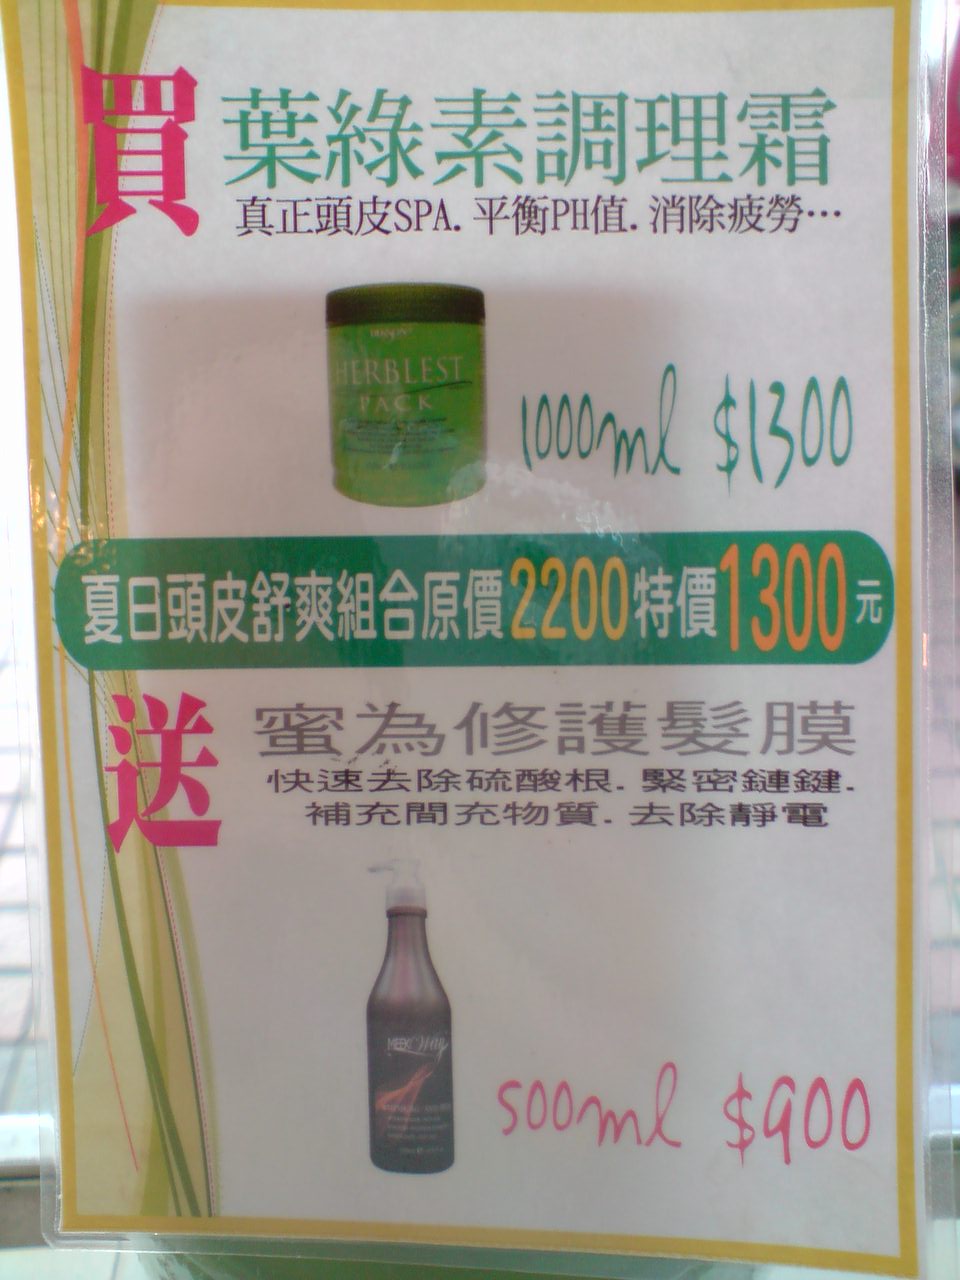 買
葉綠素調理霜
真正頭皮SPA. 平衡PH值. 消除疲勞…
HERBLEST
PACK
1000ml $1300
夏日頭皮舒爽組合原價2200特價1300元
送
蜜為修護髮膜
快速去除硫酸根. 緊密鏈鍵.
補充間充物質. 去除靜電
MEEKWay
500ml $900